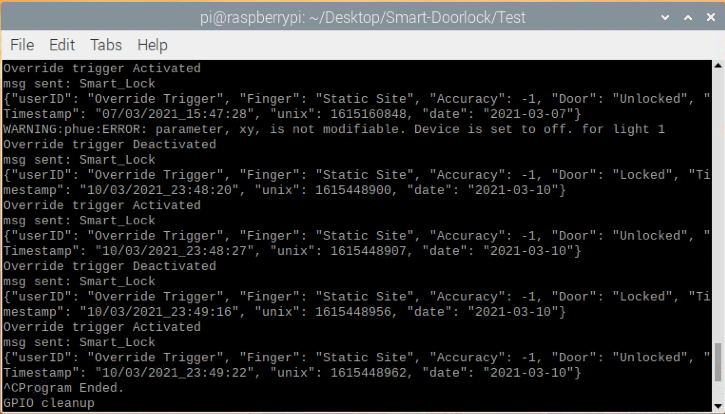 pi@raspberrypi: ~/Desktop/Smart-Doorlock/Test
File Edit Tabs Help
Override trigger Activated
msg sent: Smart_Lock
{"userID": "Override Trigger", "Finger": "Static Site", "Accuracy": -1, "Door": "Unlocked", "
Timestamp": "07/03/2021_15:47:28", "unix": 1615160848, "date": "2021-03-07"}
WARNING:phue:ERROR: parameter, xy, is not modifiable. Device is set to off. for light 1
Override trigger Deactivated
msg sent: Smart_Lock
{"userID": "Override Trigger", "Finger": "Static Site", "Accuracy": -1, "Door": "Locked", "Ti
mestamp": "10/03/2021_23:48:20", "unix": 1615448900, "date": "2021-03-10"}
Override trigger Activated
msg sent: Smart_Lock
{"userID": "Override Trigger", "Finger": "Static Site", "Accuracy": -1, "Door": "Unlocked", "
Timestamp": "10/03/2021_23:48:27", "unix": 1615448907, "date": "2021-03-10"}
Override trigger Deactivated
msg sent: Smart_Lock
{"userID": "Override Trigger", "Finger": "Static Site", "Accuracy": -1, "Door": "Locked", "Ti
mestamp": "10/03/2021_23:49:16", "unix": 1615448956, "date": "2021-03-10"}
Override trigger Activated
msg sent: Smart_Lock
{"userID": "Override Trigger", "Finger": "Static Site", "Accuracy": -1, "Door": "Unlocked", "
Timestamp": "10/03/2021_23:49:22", "unix": 1615448962, "date": "2021-03-10"}
^CProgram Ended.
GPIO cleanup